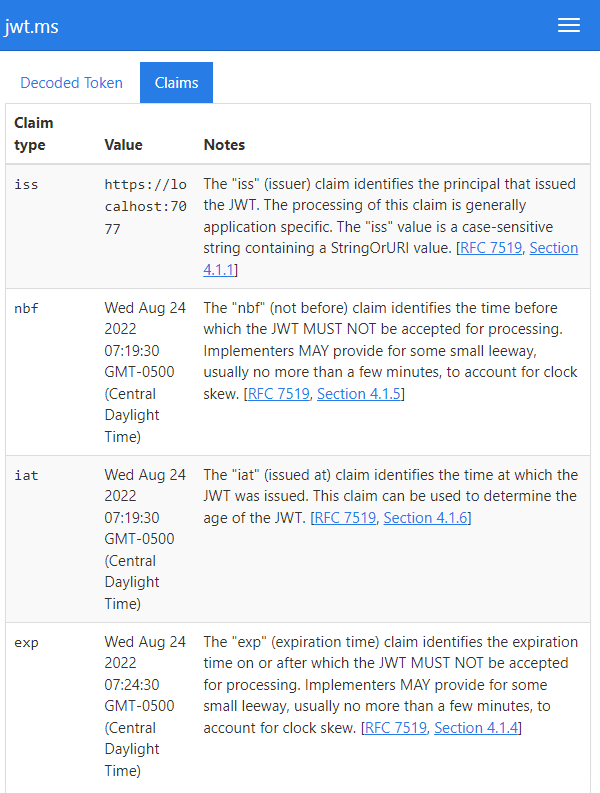 jwt.ms
Decoded Token
Claims
Claim
type
Value
Notes
iss
https://lo
calhost:70
77
The "iss" (issuer) claim identifies the principal that issued
the JWT. The processing of this claim is generally
application specific. The "iss" value is a case-sensitive
string containing a StringOrURI value. [RFC 7519, Section
4.1.1]
nbf
Wed Aug 24
2022
07:19:30
GMT-0500
(Central
Daylight
Time)
The "nbf" (not before) claim identifies the time before
which the JWT MUST NOT be accepted for processing.
Implementers MAY provide for some small leeway,
usually no more than a few minutes, to account for clock
skew. [RFC 7519, Section 4.1.5]
iat
Wed Aug 24
2022
07:19:30
GMT-0500
(Central
Daylight
Time)
The "iat" (issued at) claim identifies the time at which the
JWT was issued. This claim can be used to determine the
age of the JWT. [RFC 7519, Section 4.1.6]
exp
Wed Aug 24
2022
07:24:30
GMT-0500
(Central
Daylight
Time)
The "exp" (expiration time) claim identifies the expiration
time on or after which the JWT MUST NOT be accepted
for processing. Implementers MAY provide for some
small leeway, usually no more than a few minutes, to
account for clock skew. [RFC 7519, Section 4.1.4]